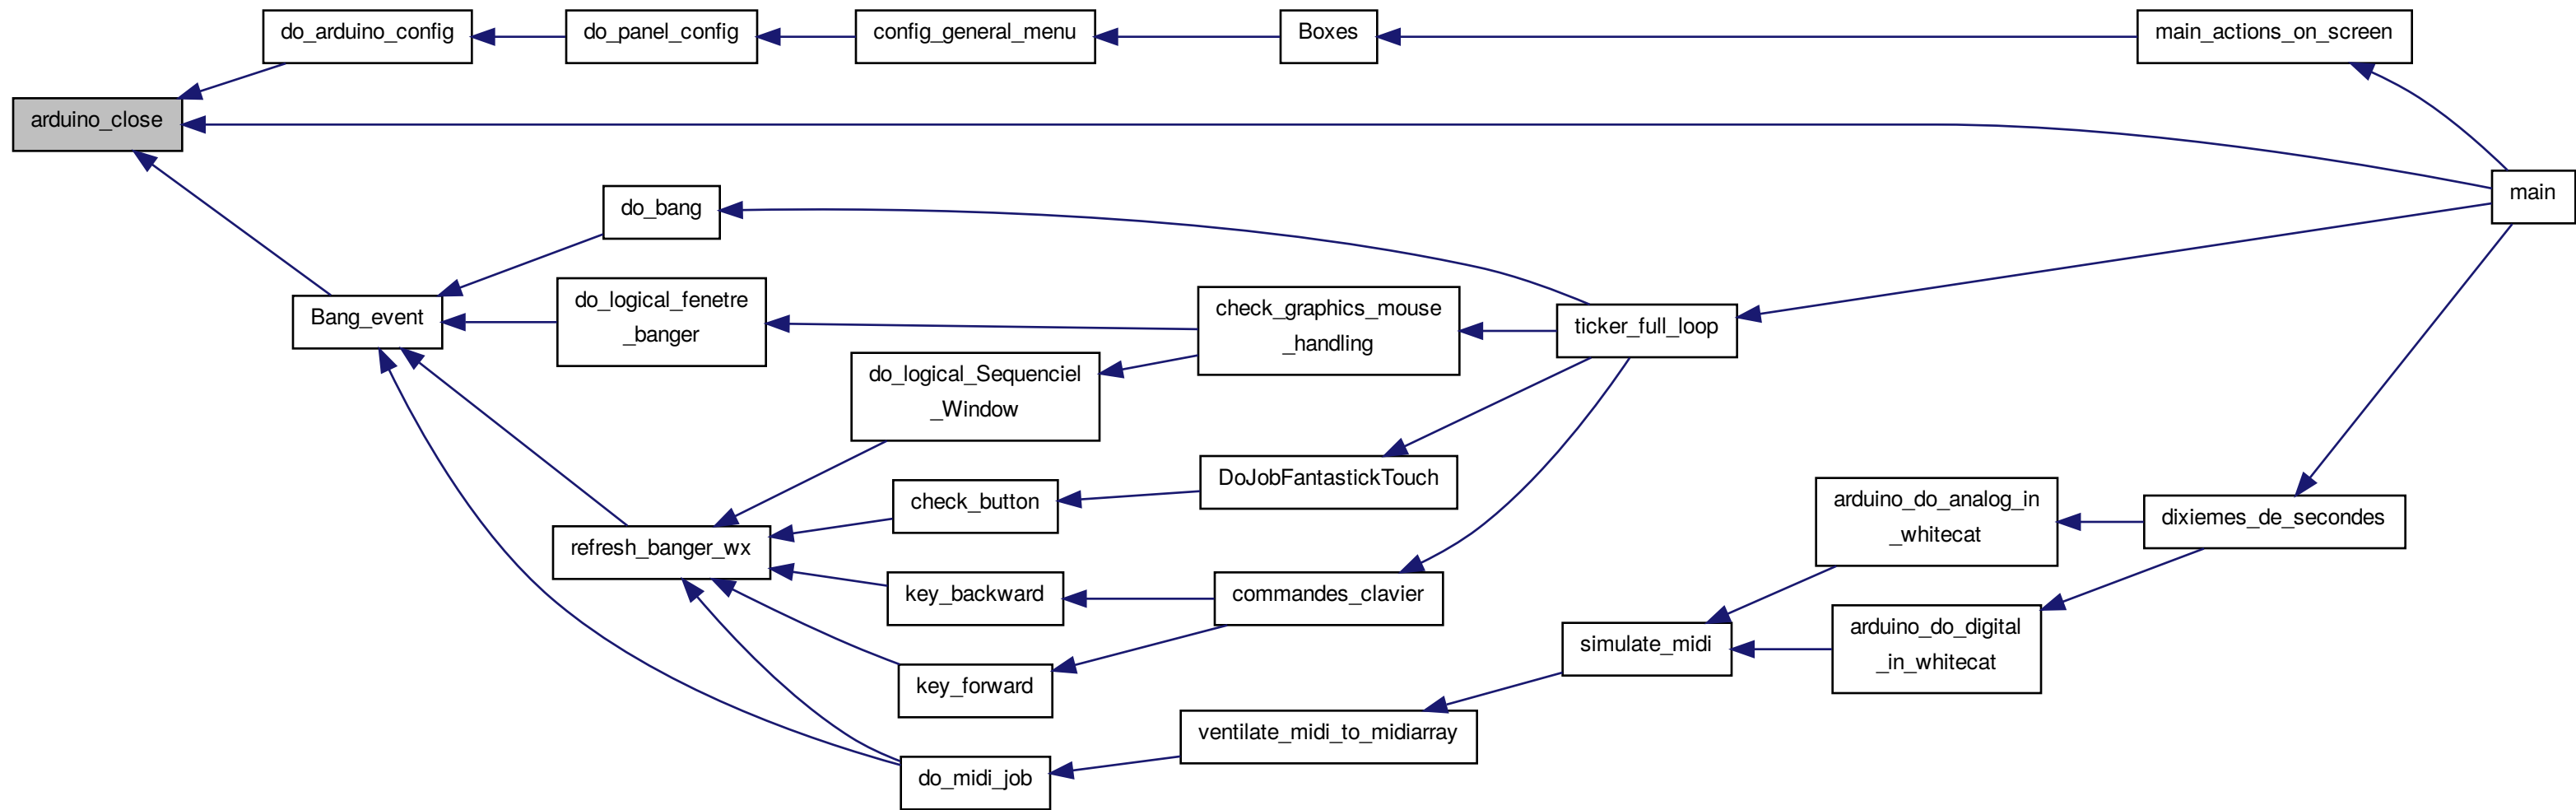 do_arduino_config
do_panel_config
config_general_menu
Boxes
main_actions_on_screen
arduino_close
main
do_bang
Bang_event
do_logical_fenetre
_banger
check_graphics_mouse
_handling
ticker_full_loop
do_logical_Sequenciel
_Window
DoJobFantastickTouch
check_button
arduino_do_analog_in
_whitecat
dixiemes_de_secondes
refresh_banger_wx
key_backward
commandes_clavier
simulate_midi
arduino_do_digital
_in_whitecat
key_forward
ventilate_midi_to_midiarray
do_midi_job